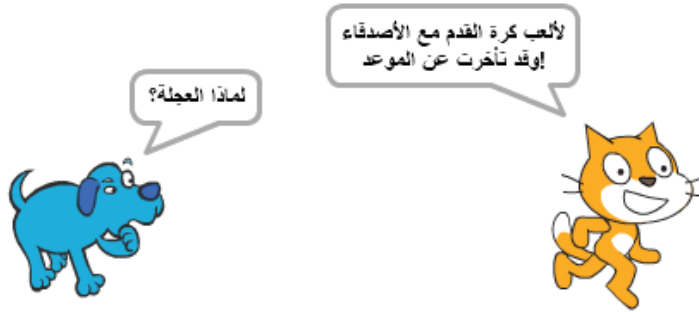 لماذا العجلة؟
لألعب كرة القدم مع الأصدقاء
وقد تأخرت عن الموعد!